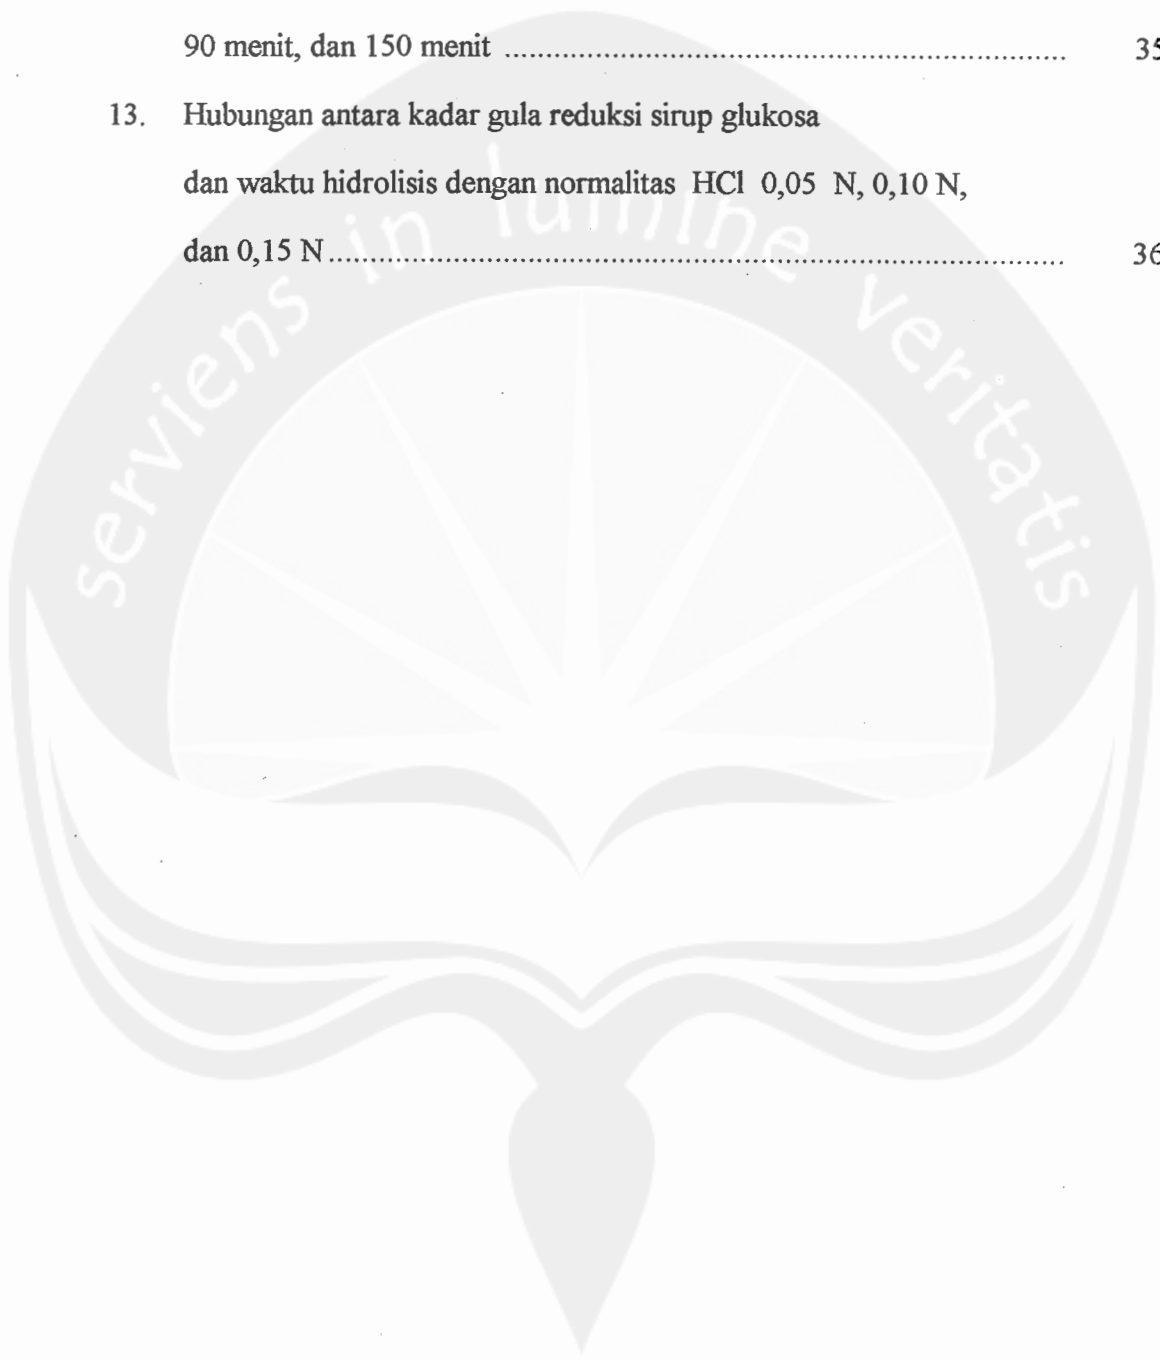 90 menit, dan 150 menit ................................................................ 35
13. Hubungan antara kadar gula reduksi sirup glukosa
dan waktu hidrolisis dengan normalitas HCl 0,05 N, 0,10 N,
dan 0,15 N.................................................................................... 36
serviens in lumine veritatis